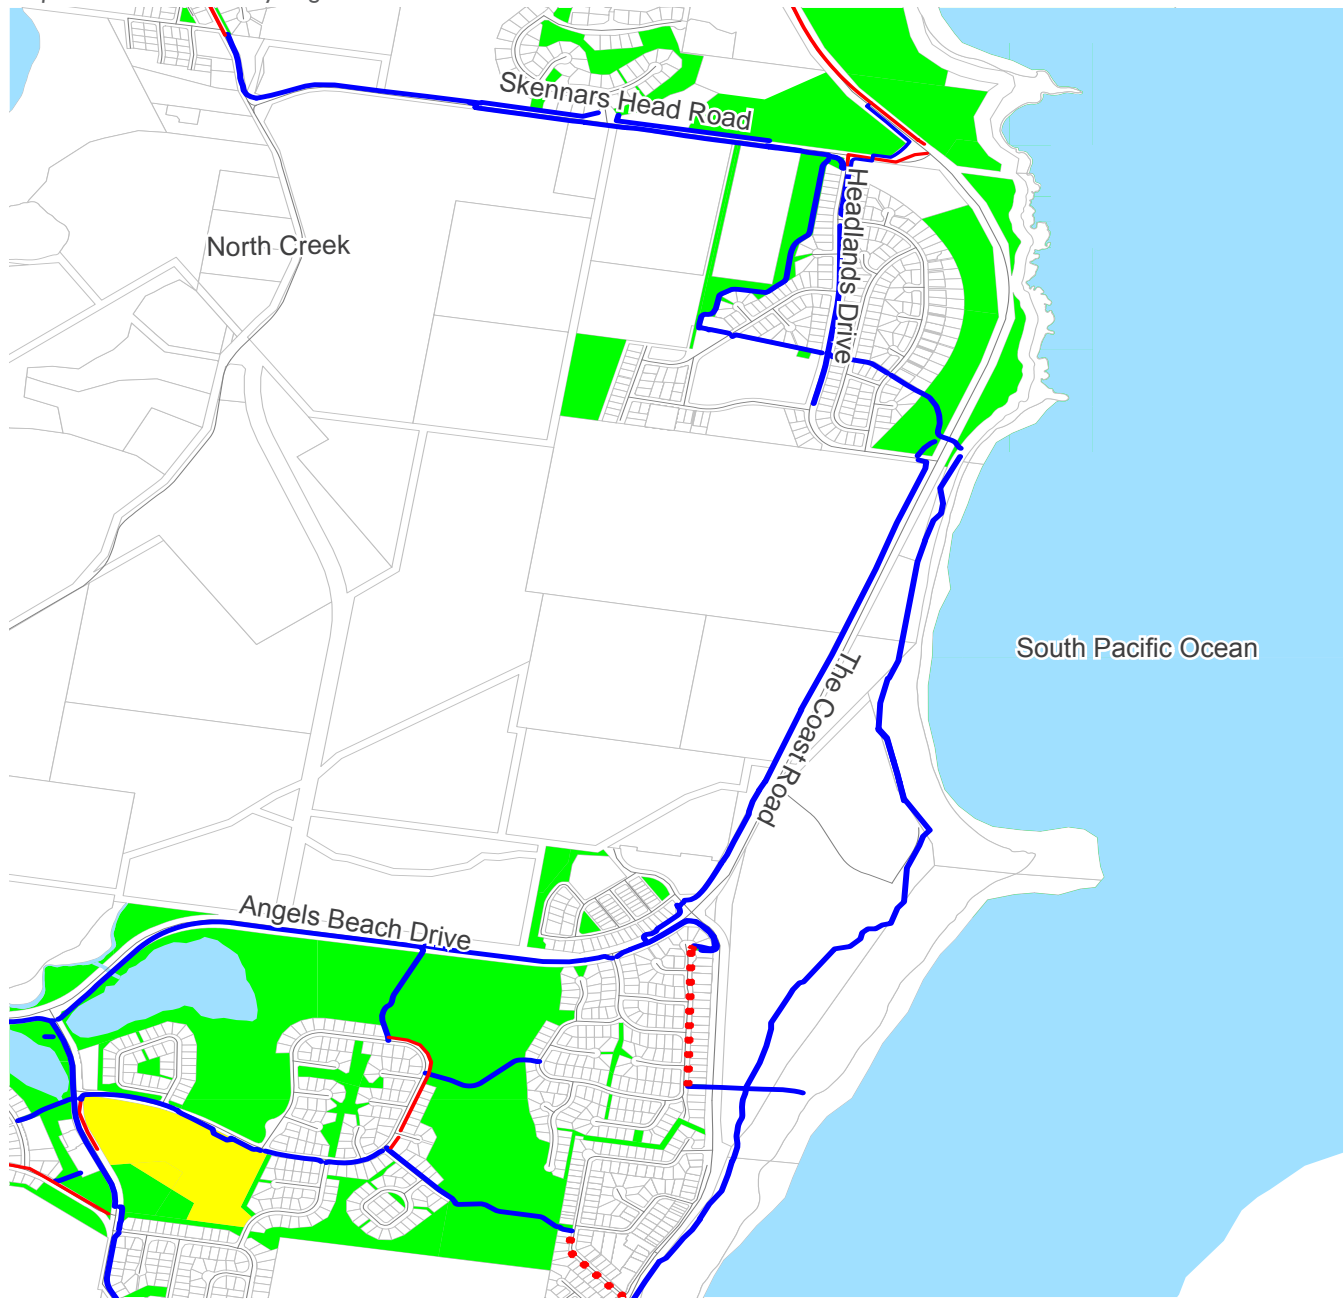 Skennars Head Road
Headlands Drive
North Creek
South Pacific Ocean
The Coast Road
Angels Beach Drive